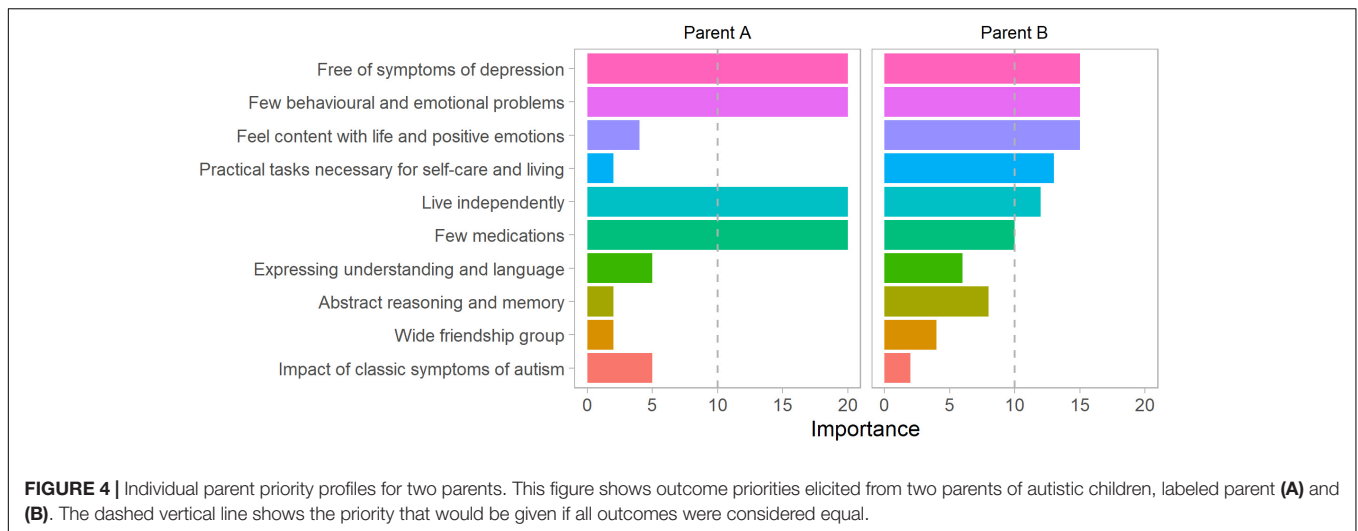 Parent A
Parent B
Free of symptoms of depression
Few behavioural and emotional problems
Feel content with life and positive emotions
Practical tasks necessary for self-care and living
Live independently
Few medications
Expressing understanding and language
Abstract reasoning and memory
Wide friendship group
Impact of classic symptoms of autism
0 5 10 15 20
0 5 10 15 20
Importance
FIGURE 4 | Individual parent priority profiles for two parents. This figure shows outcome priorities elicited from two parents of autistic children, labeled parent (A) and
(B). The dashed vertical line shows the priority that would be given if all outcomes were considered equal.